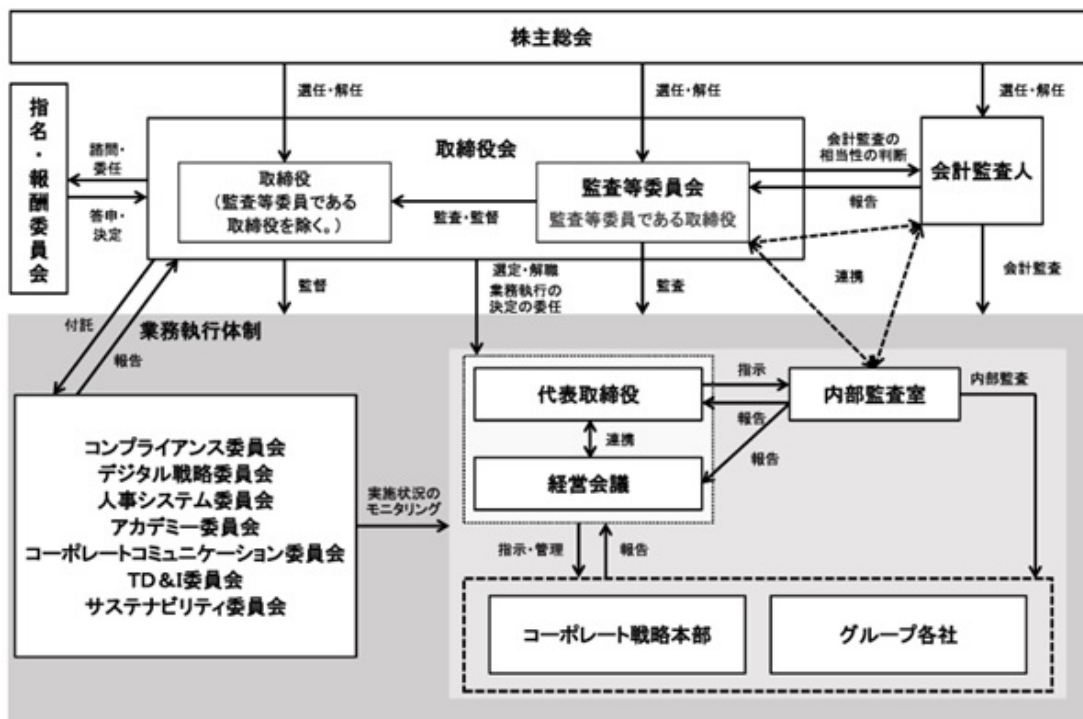 株主総会
選任・解任
選任・解任
選任・解任
指名・報酬委員会
諮問・
委任
答申・
決定
取締役会
取締役
（監査等委員である
取締役を除く。）
監査・監督
監査等委員会
監査等委員である取締役
会計監査の
相当性の判断
報告
会計監査人
連携
会計監査
付託
報告
監督
選定・解職
業務執行の
決定の委任
監査
業務執行体制
コンプライアンス委員会
デジタル戦略委員会
人事システム委員会
アカデミー委員会
コーポレートコミュニケーション委員会
TD&I委員会
サステナビリティ委員会
実施状況の
モニタリング
代表取締役
連携
経営会議
指示
報告
報告
内部監査室
内部監査
指示・管理
報告
コーポレート戦略本部
グループ各社